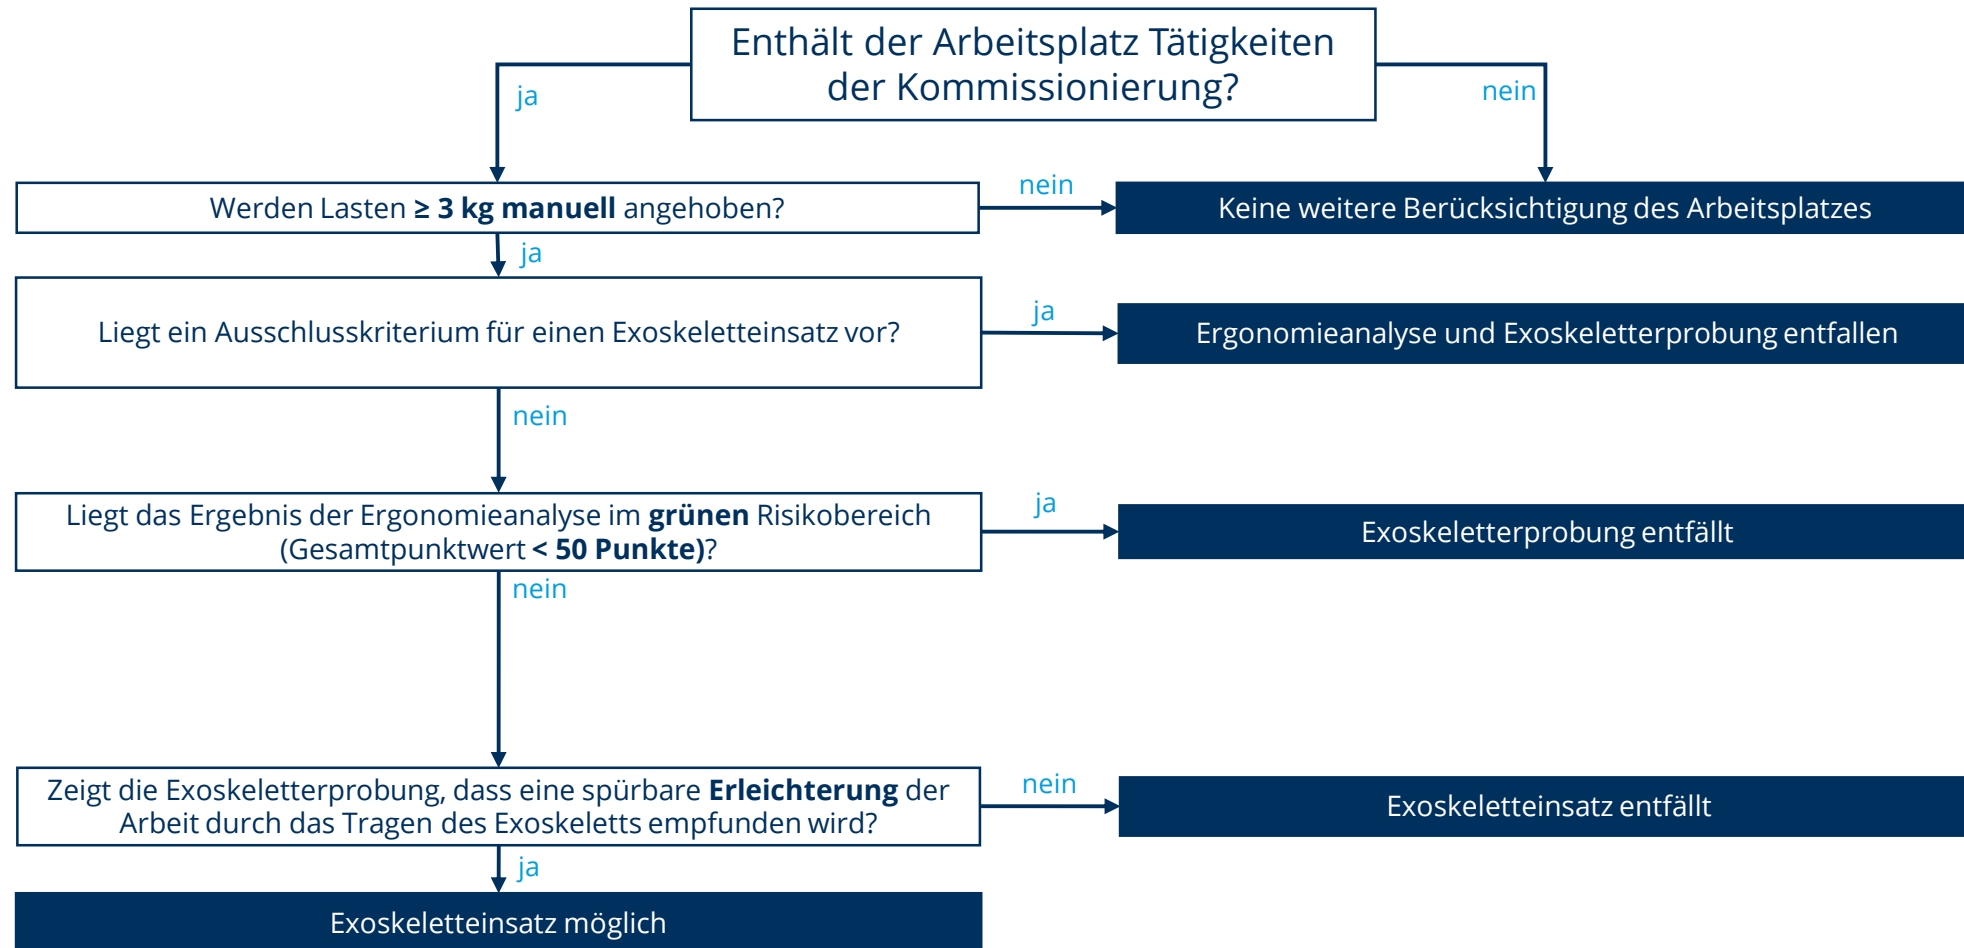 Enthält der Arbeitsplatz Tätigkeiten
der Kommissionierung?
ja
nein
Werden Lasten ≥ 3 kg manuell angehoben?
nein
Keine weitere Berücksichtigung des Arbeitsplatzes
ja
Liegt ein Ausschlusskriterium für einen Exoskeletteinsatz vor?
ja
Ergonomieanalyse und Exoskeletterprobung entfallen
nein
Liegt das Ergebnis der Ergonomieanalyse im grünen Risikobereich
(Gesamtpunktwert < 50 Punkte)?
ja
Exoskeletterprobung entfällt
nein
Zeigt die Exoskeletterprobung, dass eine spürbare Erleichterung der
Arbeit durch das Tragen des Exoskeletts empfunden wird?
nein
Exoskeletteinsatz entfällt
ja
Exoskeletteinsatz möglich